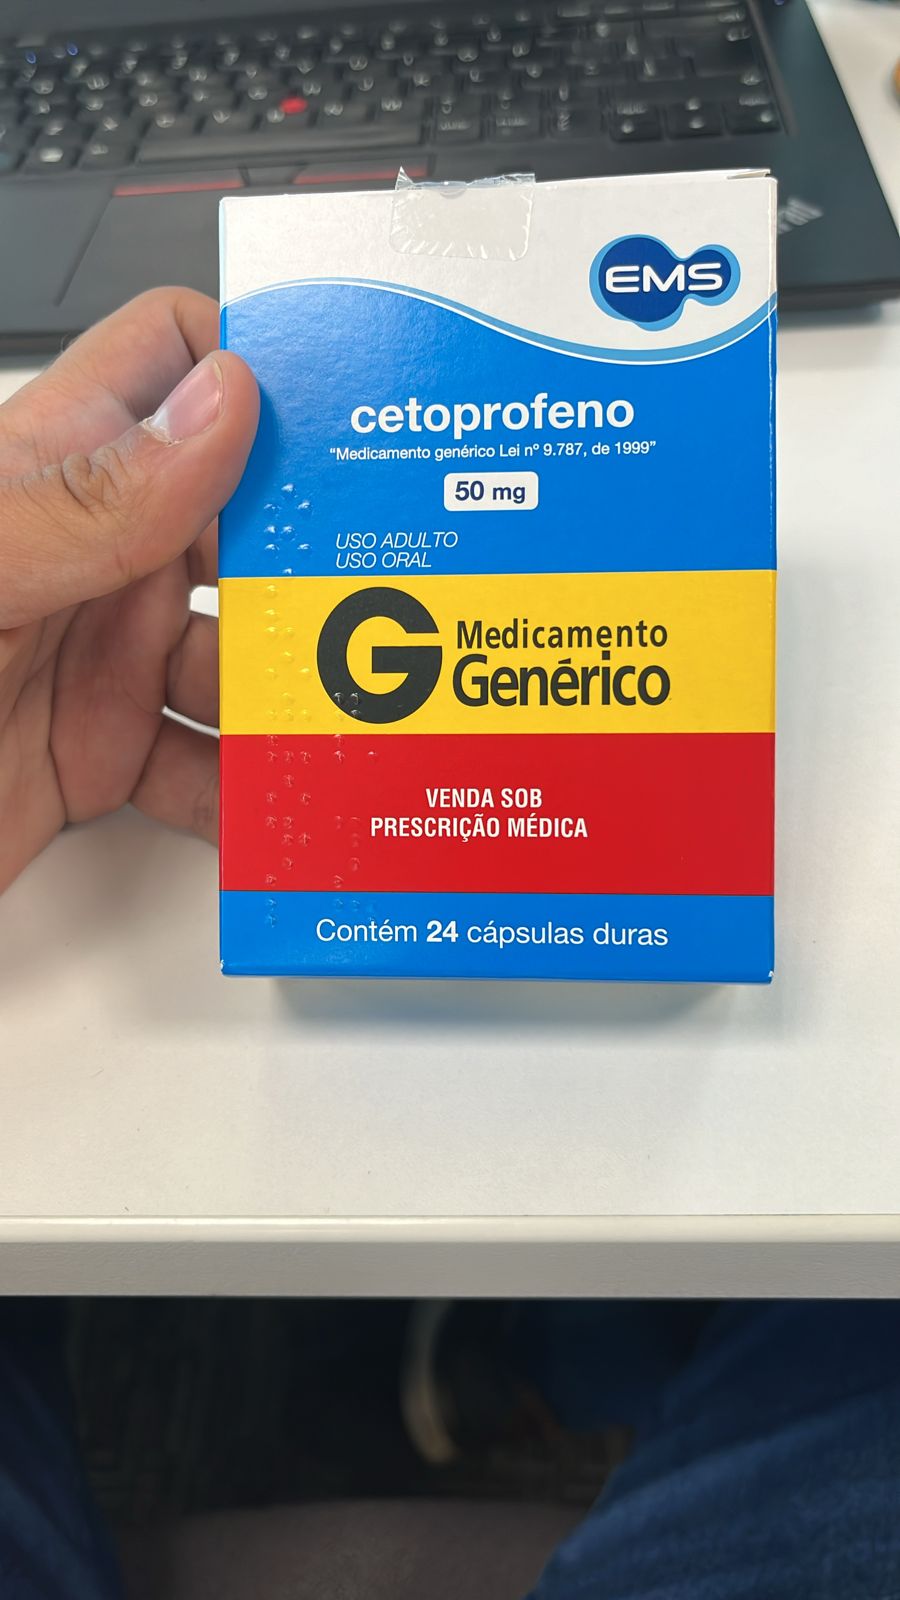 EMS
cetoprofeno
“Medicamento genérico Lei nº 9.787, de 1999”
50 mg
USO ADULTO
USO ORAL
G Medicamento
Genérico
VENDA SOB
PRESCRIÇÃO MÉDICA
Contém 24 cápsulas duras